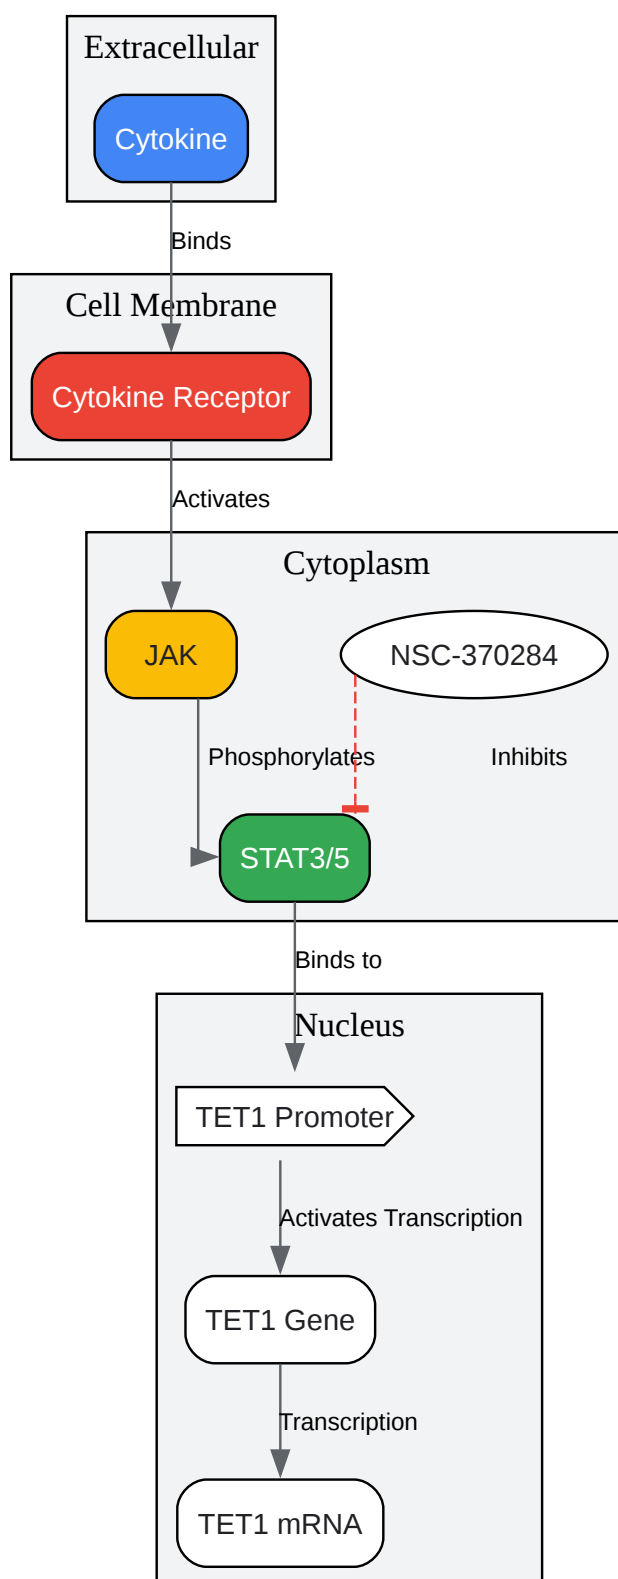 Extracellular
Cytokine
Binds
Cell Membrane
Cytokine Receptor
Activates
Cytoplasm
JAK
NSC-370284
Phosphorylates
Inhibits
STAT3/5
Binds to
Nucleus
TET1 Promoter
Activates Transcription
TET1 Gene
Transcription
TET1 mRNA